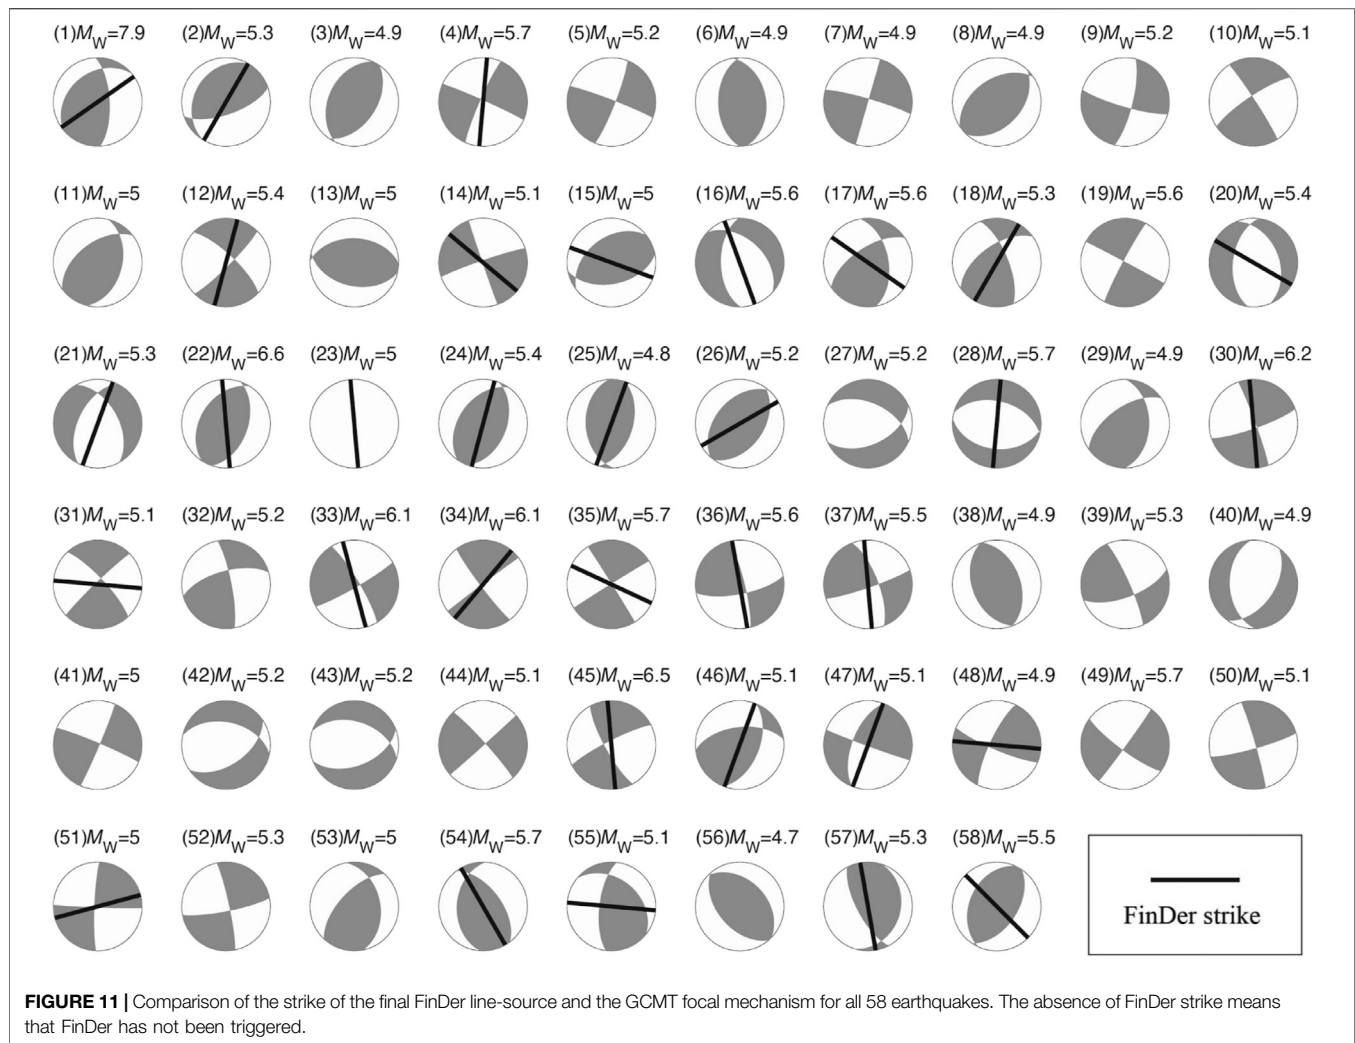 (1)MW=7.9 (2)MW=5.3 (3)MW=4.9 (4)MW=5.7 (5)MW=5.2 (6)MW=4.9 (7)MW=4.9 (8)MW=4.9 (9)MW=5.2 (10)MW=5.1
(11)MW=5 (12)MW=5.4 (13)MW=5 (14)MW=5.1 (15)MW=5 (16)MW=5.6 (17)MW=5.6 (18)MW=5.3 (19)MW=5.6 (20)MW=5.4
(21)MW=5.3 (22)MW=6.6 (23)MW=5 (24)MW=5.4 (25)MW=4.8 (26)MW=5.2 (27)MW=5.2 (28)MW=5.7 (29)MW=4.9 (30)MW=6.2
(31)MW=5.1 (32)MW=5.2 (33)MW=6.1 (34)MW=6.1 (35)MW=5.7 (36)MW=5.6 (37)MW=5.5 (38)MW=4.9 (39)MW=5.3 (40)MW=4.9
(41)MW=5 (42)MW=5.2 (43)MW=5.2 (44)MW=5.1 (45)MW=6.5 (46)MW=5.1 (47)MW=5.1 (48)MW=4.9 (49)MW=5.7 (50)MW=5.1
(51)MW=5 (52)MW=5.3 (53)MW=5 (54)MW=5.7 (55)MW=5.1 (56)MW=4.7 (57)MW=5.3 (58)MW=5.5
FinDer strike
FIGURE 11 | Comparison of the strike of the final FinDer line-source and the GCMT focal mechanism for all 58 earthquakes. The absence of FinDer strike means
that FinDer has not been triggered.